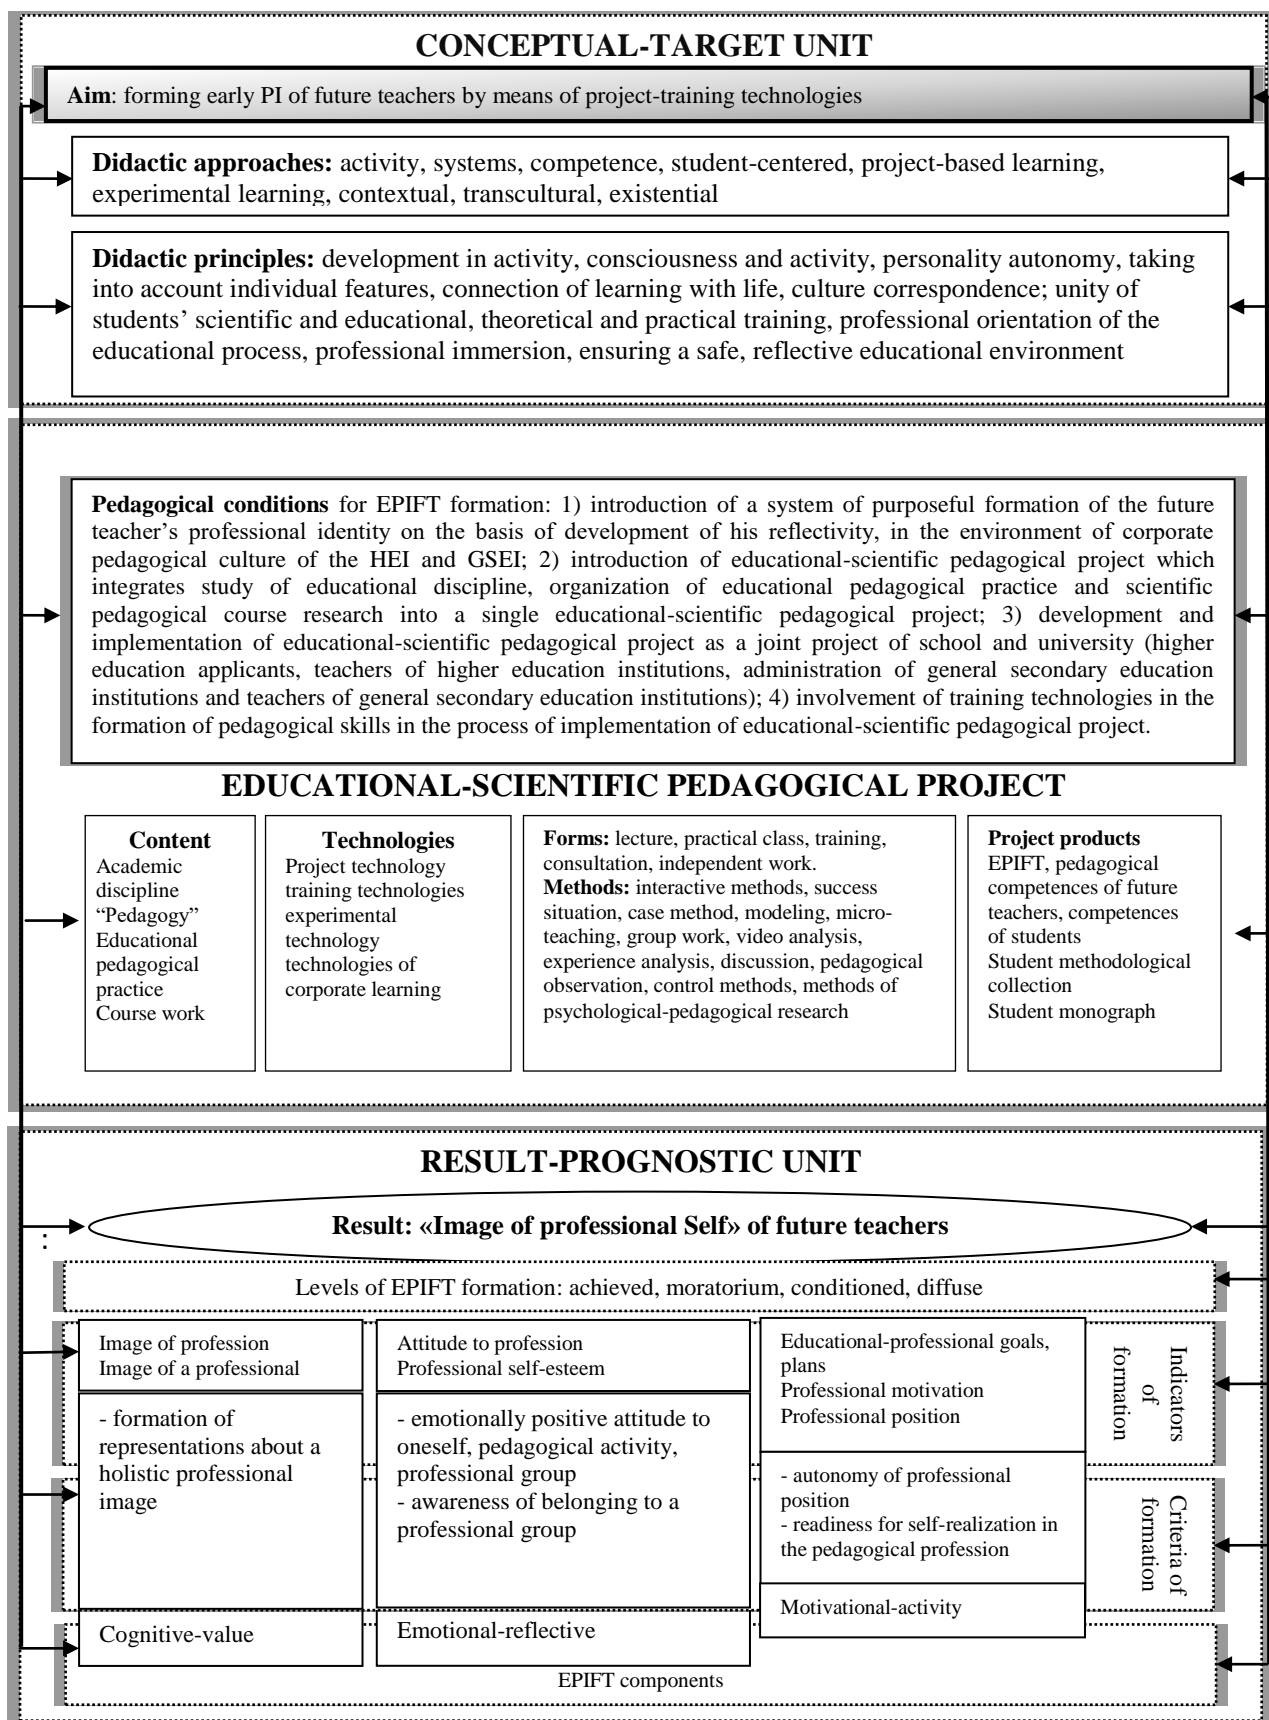 CONCEPTUAL-TARGET UNIT
Aim: forming early PI of future teachers by means of project-training technologies
Didactic approaches: activity, systems, competence, student-centered, project-based learning,
experimental learning, contextual, transcultural, existential
Didactic principles: development in activity, consciousness and activity, personality autonomy, taking
into account individual features, connection of learning with life, culture correspondence; unity of
students’ scientific and educational, theoretical and practical training, professional orientation of the
educational process, professional immersion, ensuring a safe, reflective educational environment
Pedagogical conditions for EPIFT formation: 1) introduction of a system of purposeful formation of the future
teacher’s professional identity on the basis of development of his reflectivity, in the environment of corporate
pedagogical culture of the HEI and GSEI; 2) introduction of educational-scientific pedagogical project which
integrates study of educational discipline, organization of educational pedagogical practice and scientific
pedagogical course research into a single educational-scientific pedagogical project; 3) development and
implementation of educational-scientific pedagogical project as a joint project of school and university (higher
education applicants, teachers of higher education institutions, administration of general secondary education
institutions and teachers of general secondary education institutions); 4) involvement of training technologies in the
formation of pedagogical skills in the process of implementation of educational-scientific pedagogical project.
EDUCATIONAL-SCIENTIFIC PEDAGOGICAL PROJECT
Content
Academic
discipline
“Pedagogy”
Educational
pedagogical
practice
Course work
Technologies
Project technology
training technologies
experimental
technology
technologies of
corporate learning
Forms: lecture, practical class, training,
consultation, independent work.
Methods: interactive methods, success
situation, case method, modeling, micro-
teaching, group work, video analysis,
experience analysis, discussion, pedagogical
observation, control methods, methods of
psychological-pedagogical research
Project products
EPIFT, pedagogical
competences of future
teachers, competences
of students
Student methodological
collection
Student monograph
RESULT-PROGNOSTIC UNIT
Result: «Image of professional Self» of future teachers
:
Levels of EPIFT formation: achieved, moratorium, conditioned, diffuse
Image of profession
Image of a professional
Attitude to profession
Professional self-esteem
Educational-professional goals,
plans
Professional motivation
Professional position
Indicators
of
formation
- formation of
representations about a
holistic professional
image
- emotionally positive attitude to
oneself, pedagogical activity,
professional group
- awareness of belonging to a
professional group
- autonomy of professional
position
- readiness for self-realization in
the pedagogical profession
Criteria of
formation
Cognitive-value
Emotional-reflective
Motivational-activity
EPIFT components